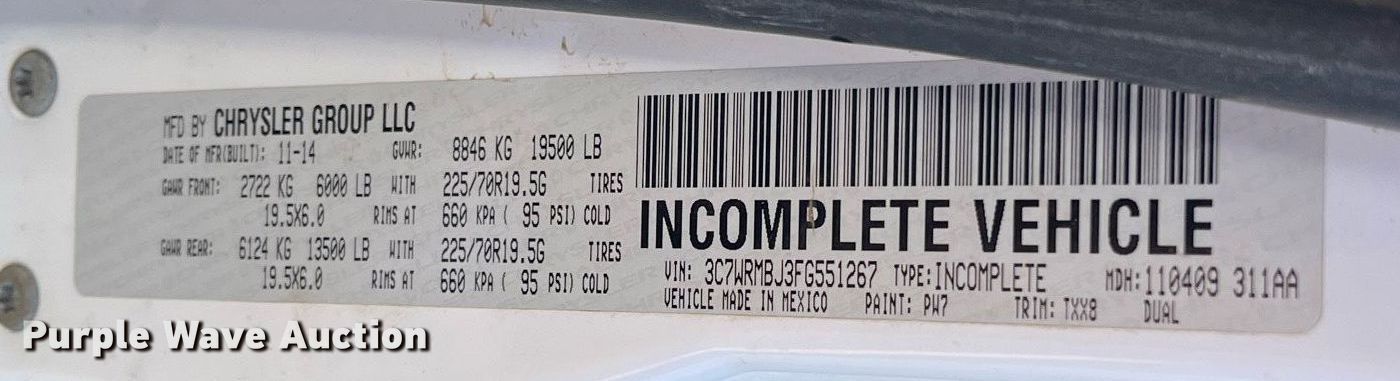 MFD BY CHRYSLER GROUP LLC
DATE OF MFR(BUILT): 11-14 GVWR: 8846 KG 19500 LB
GAWR FRONT: 2722 KG 6000 LB WITH 225/70R19.5G TIRES
19.5X6.0 RIMS AT 660 KPA ( 95 PSI) COLD
GAWR REAR: 6124 KG 13500 LB WITH 225/70R19.5G TIRES
19.5X6.0 RIMS AT 660 KPA ( 95 PSI) COLD
INCOMPLETE VEHICLE
VIN: 3C7WRMBJ3FG551267 TYPE:INCOMPLETE MDH:110409 311AA
VEHICLE MADE IN MEXICO PAINT: PW7 TRIM: TXX8 DUAL
Purple Wave Auction